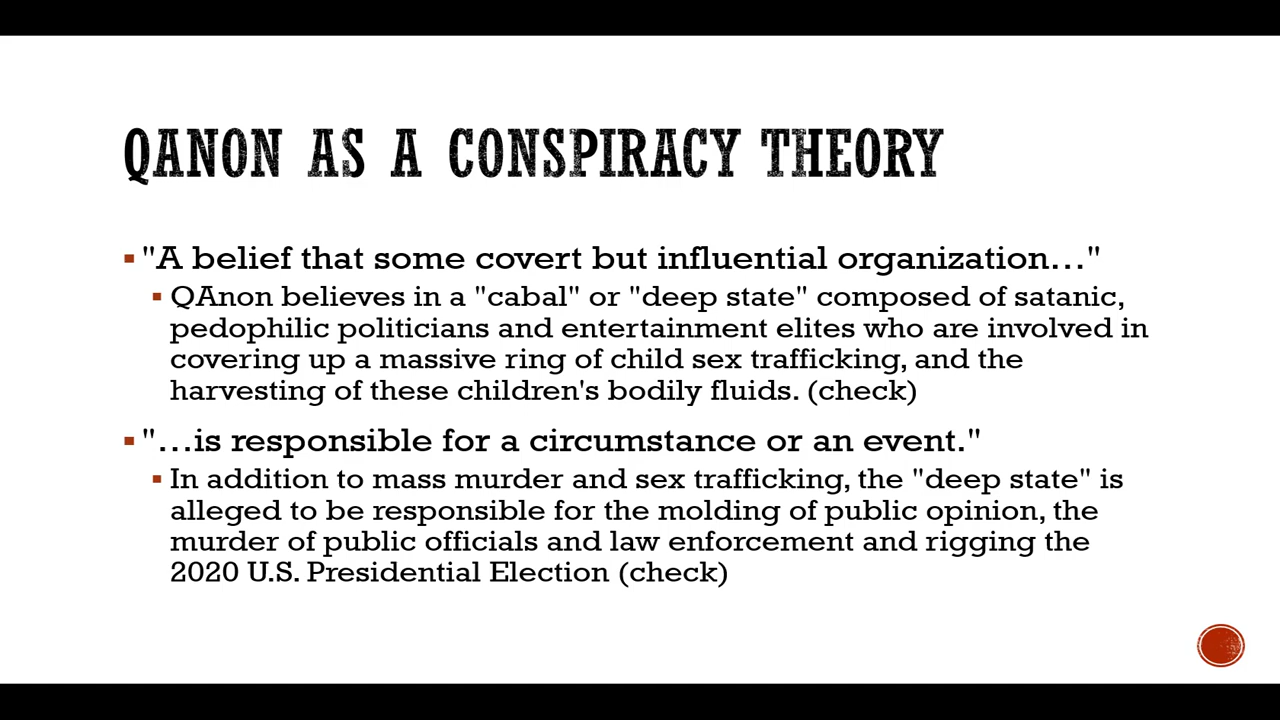 QANON AS A CONSPIRACY THEORY
"A belief that some covert but influential organization..."
QAnon believes in a "cabal" or "deep state" composed of satanic,
pedophilic politicians and entertainment elites who are involved in
covering up a massive ring of child sex trafficking, and the
harvesting of these children's bodily fluids. (check)
"...is responsible for a circumstance or an event."
In addition to mass murder and sex trafficking, the "deep state" is
alleged to be responsible for the molding of public opinion, the
murder of public officials and law enforcement and rigging the
2020 U.S. Presidential Election (check)